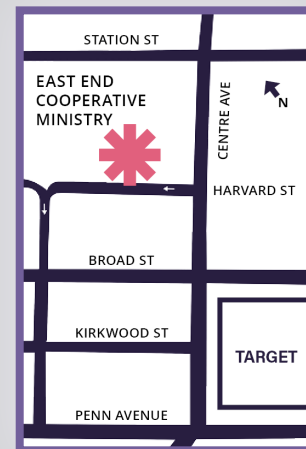 STATION ST
EAST END
COOPERATIVE
MINISTRY
CENTRE AVE
N
HARVARD ST
BROAD ST
KIRKWOOD ST
TARGET
PENN AVENUE